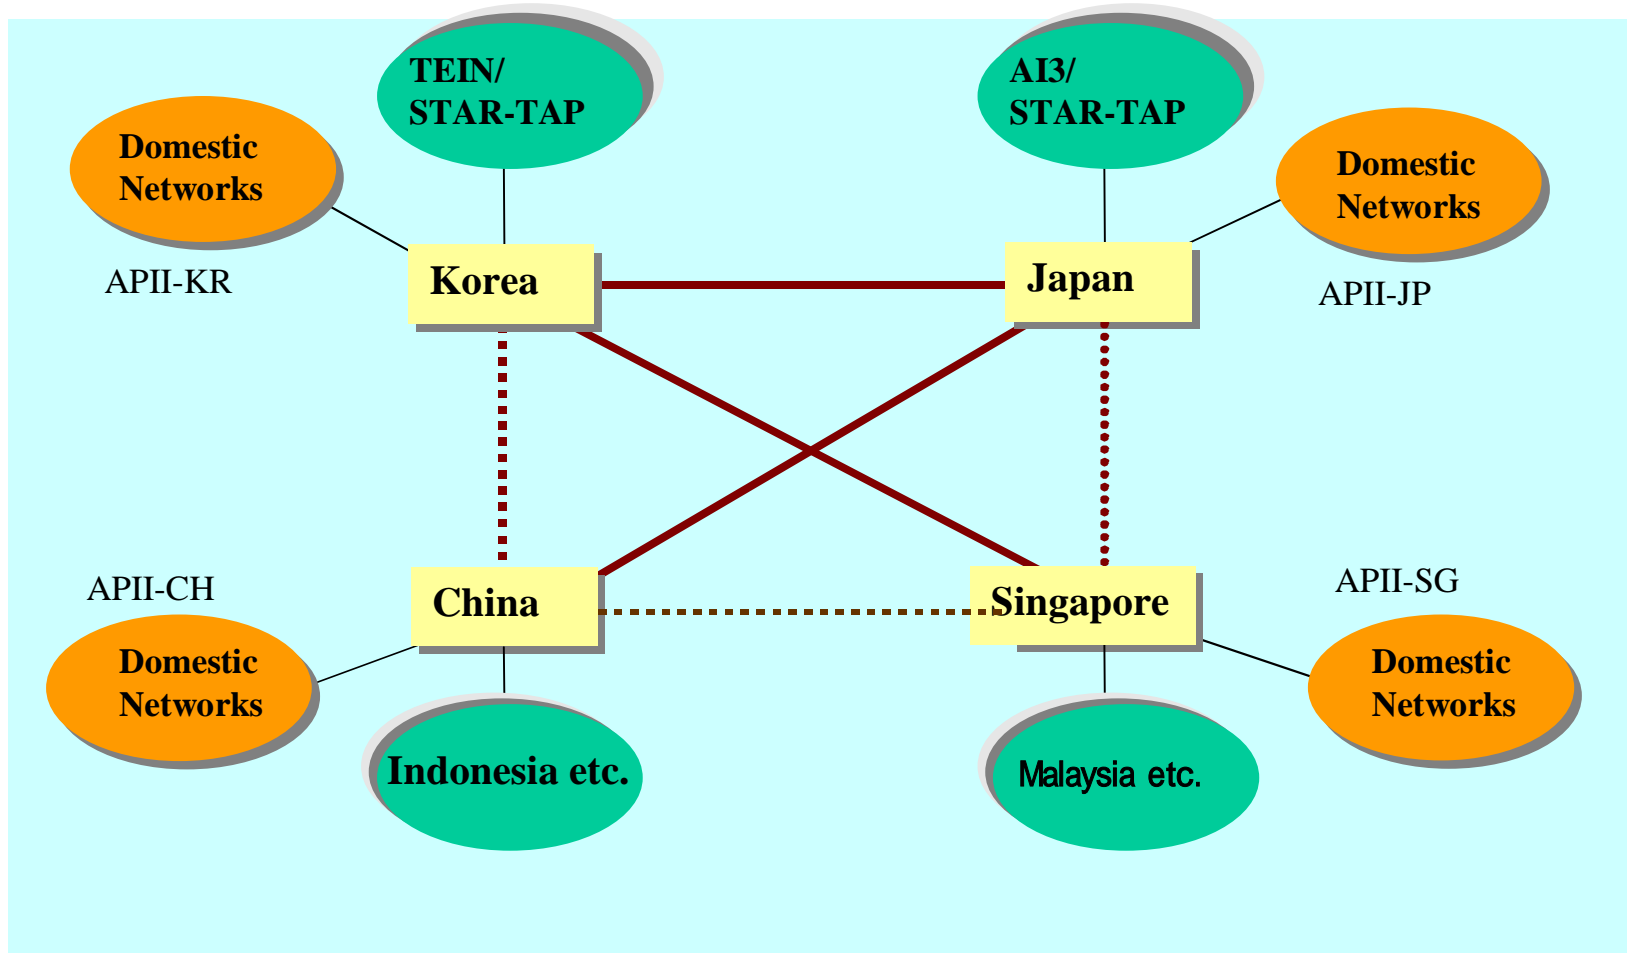 TEIN/
STAR-TAP
AI3/
STAR-TAP
Domestic
Networks
Domestic
Networks
APII-KR
Korea
Japan
APII-JP
APII-CH
China
Singapore
APII-SG
Domestic
Networks
Domestic
Networks
Indonesia etc.
Malaysia etc.